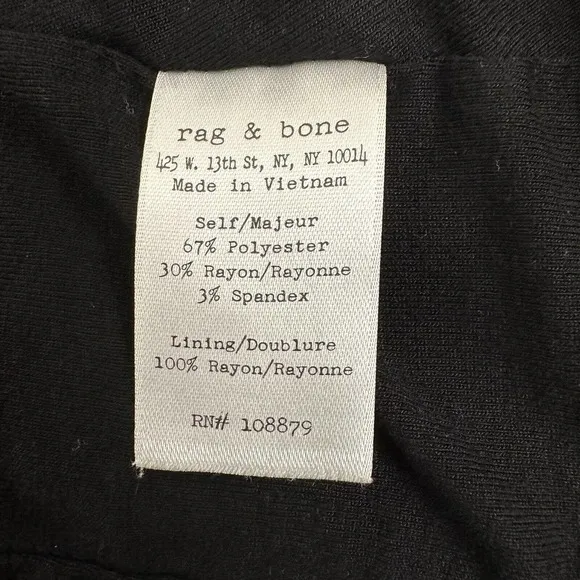 rag & bone
425 W. 13th St, NY, NY 10014
Made in Vietnam
Self/Majeur
67% Polyester
30% Rayon/Rayonne
3% Spandex
Lining/Doublure
100% Rayon/Rayonne
RN# 108879